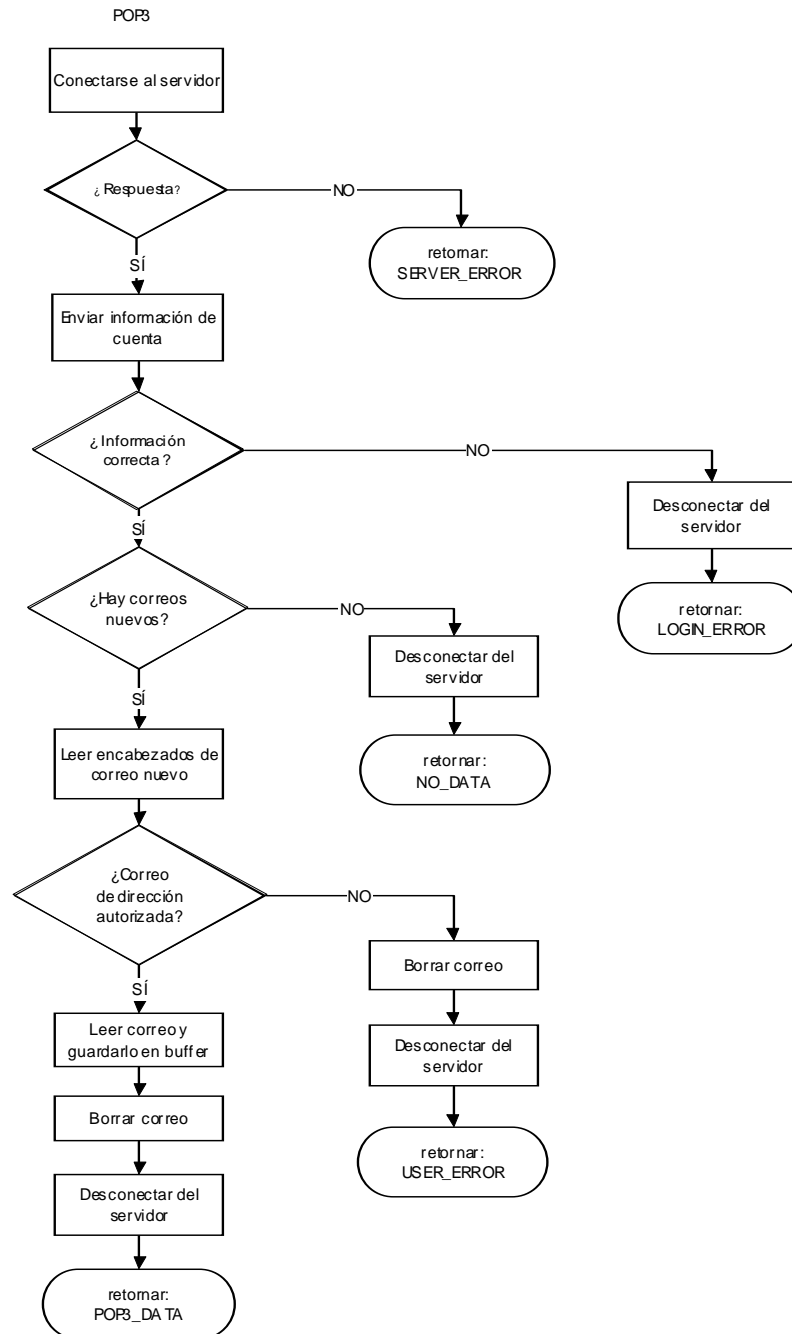 POP3
Conectarse al servidor
¿Respuesta?
NO
retornar:
SERVER_ERROR
SÍ
Enviar información de
cuenta
¿Información
correcta?
NO
Desconectar del
servidor
retornar:
LOGIN_ERROR
SÍ
¿Hay correos
nuevos?
NO
Desconectar del
servidor
retornar:
NO_DATA
SÍ
Leer encabezados de
correo nuevo
¿Correo
de dirección
autorizada?
NO
Borrar correo
Desconectar del
servidor
retornar:
USER_ERROR
SÍ
Leer correo y
guardarlo en buffer
Borrar correo
Desconectar del
servidor
retornar:
POP3_DATA